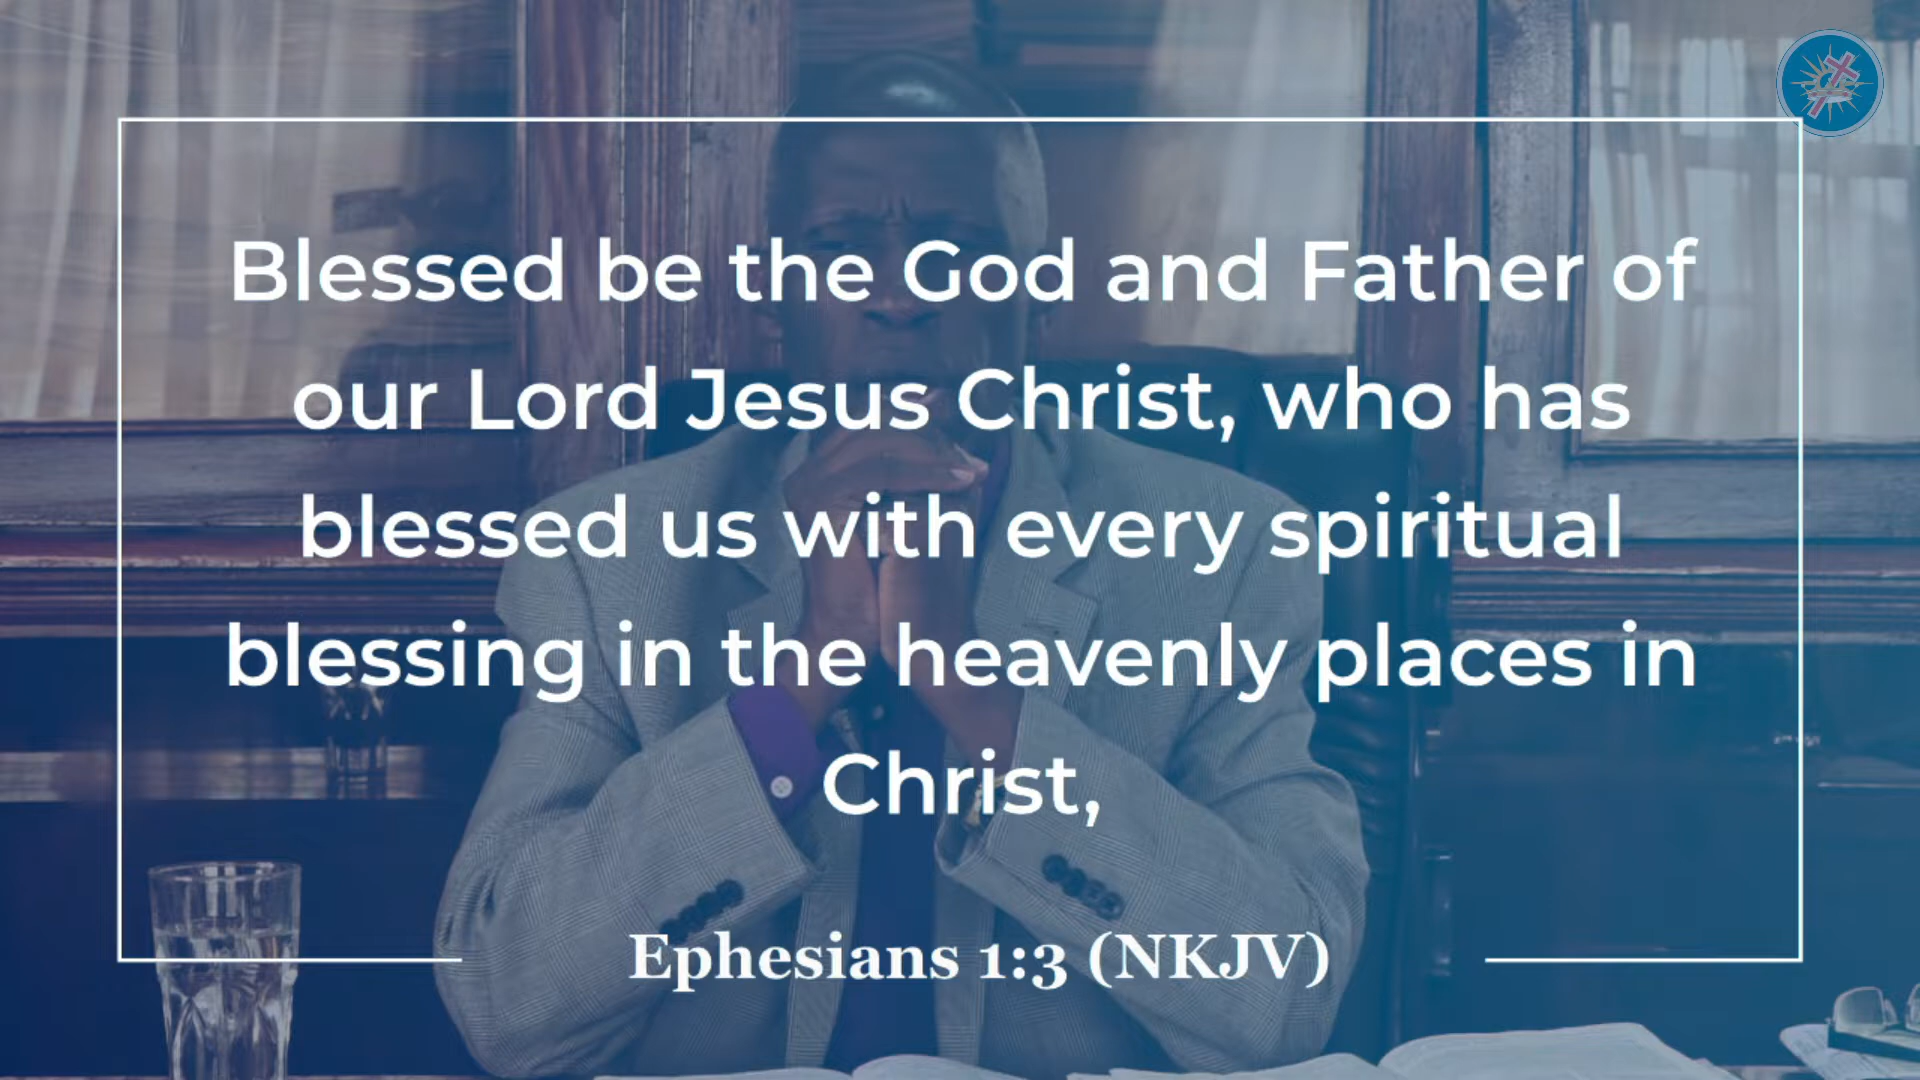 Blessed be the God and Father of
our Lord Jesus Christ, who has
blessed us with every spiritual
blessing in the heavenly places in
Christ,
Ephesians 1:3 (NKJV)